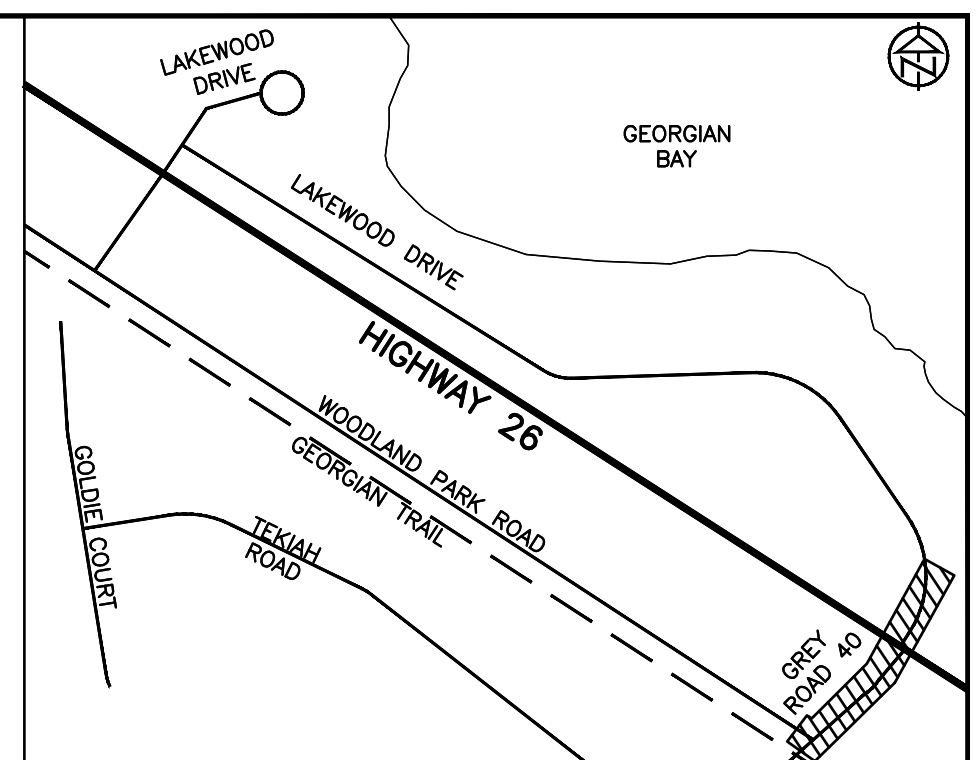 LAKEWOOD
DRIVE
GEORGIAN
BAY
LAKEWOOD DRIVE
HIGHWAY 26
WOODLAND PARK ROAD
GEORGIAN TRAIL
GOLDIE COURT
TEKIAH
ROAD
GREY
ROAD 40
N